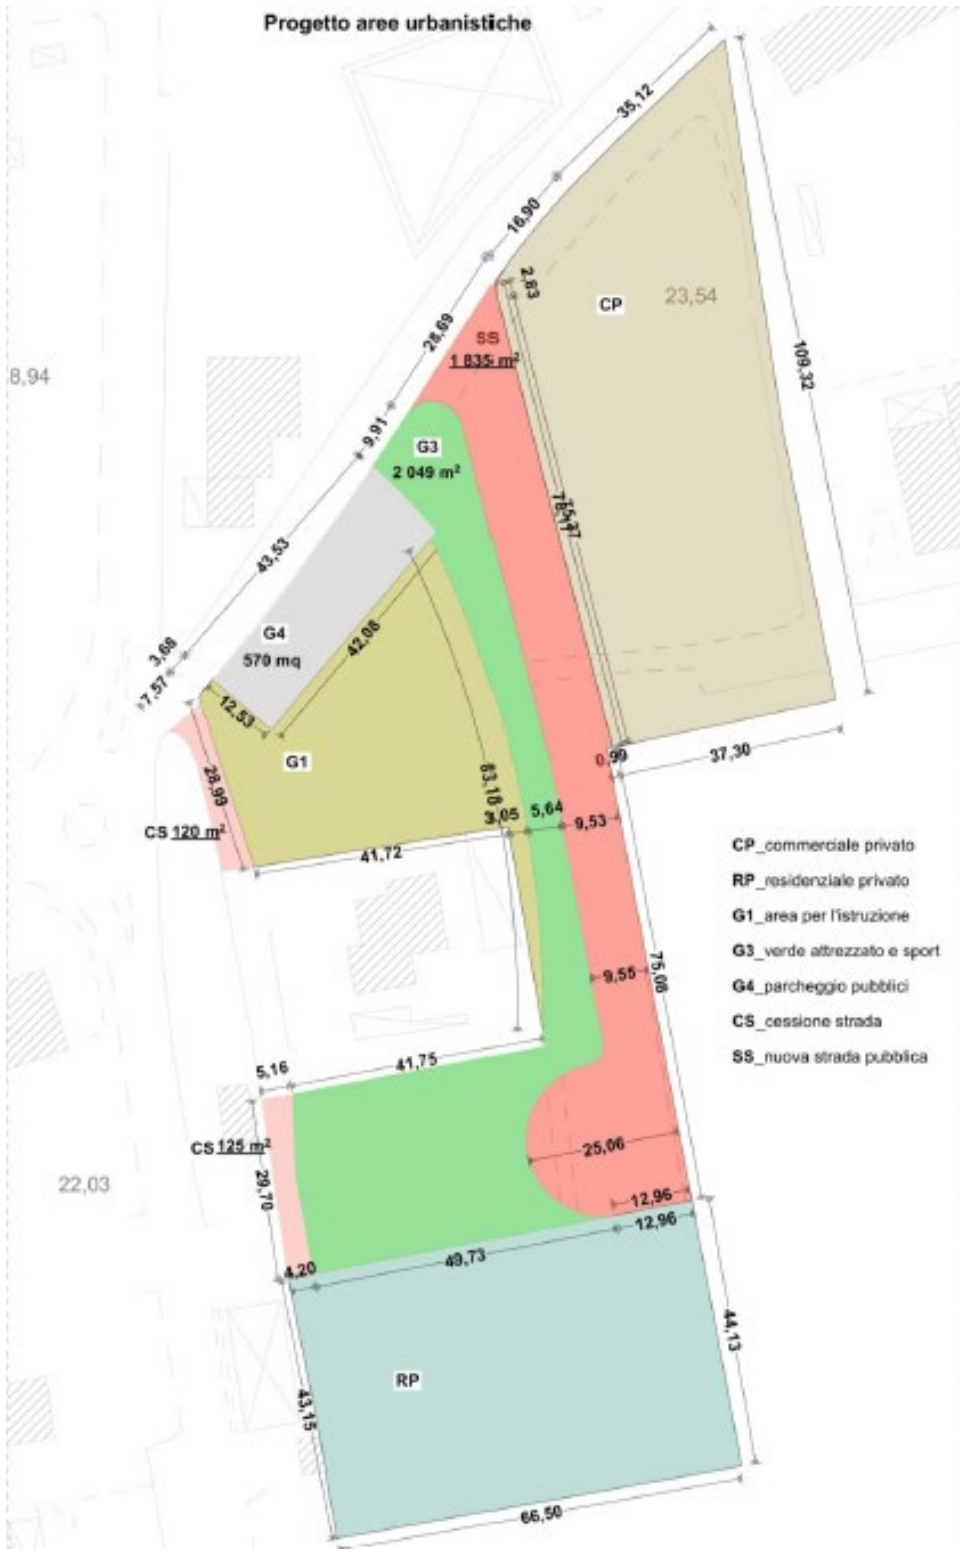 Progetto aree urbanistiche
35,12
16,90
2,83
CP
23,54
28,69
SS
1 835 m²
109,32
8,94
9,91
G3
2 049 m²
43,53
75,37
G4
570 mq
42,08
3,68
7,57
12,53
G1
0,99
37,30
28,99
3,05
5,64
9,53
CS 120 m²
41,72
CP_commerciale privato
RP_residenziale privato
G1_area per l'istruzione
G3_verde attrezzato e sport
G4_parcheggio pubblici
CS_cessione strada
SS_nuova strada pubblica
9,55
75,08
5,16
41,75
CS 125 m²
25,06
22,03
29,70
12,96
12,96
4,20
49,73
44,13
RP
43,15
66,50